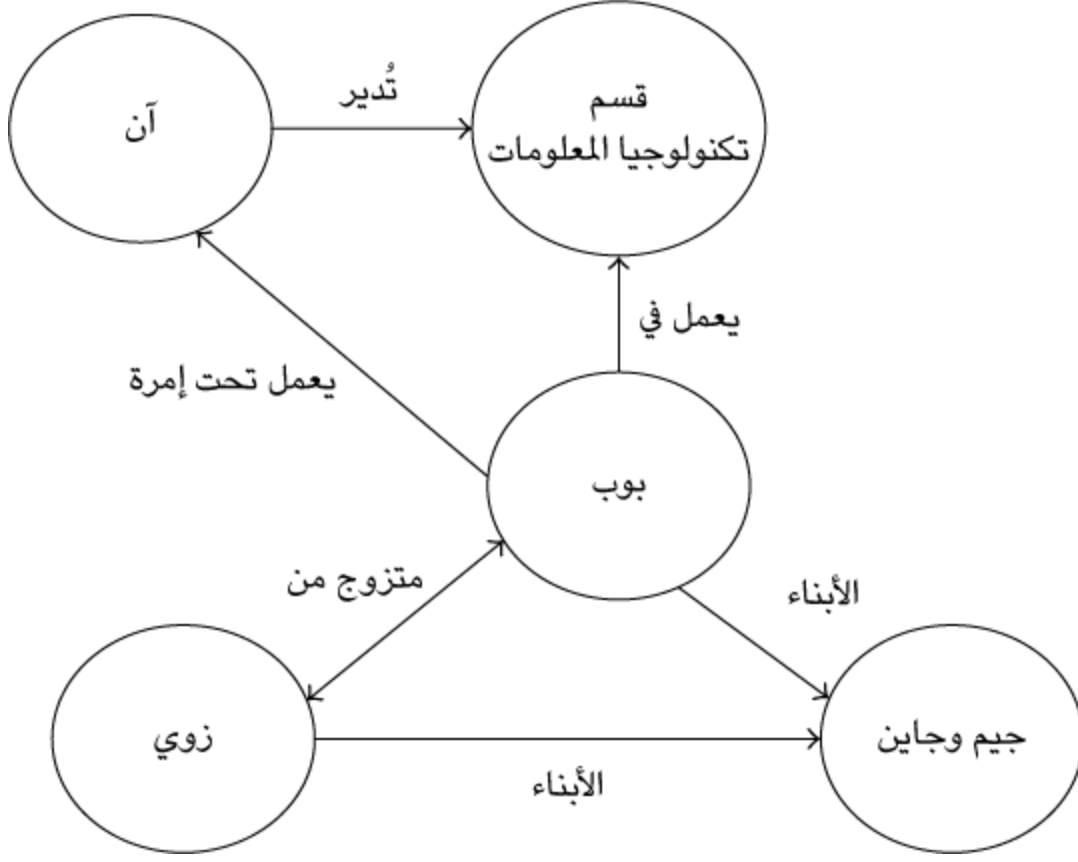 قسم
تكنولوجيا المعلومات
تُدير
آن
يعمل في
يعمل تحت إمرة
بوب
متزوج من
الأبناء
جيم وجاين
زوي
الأبناء